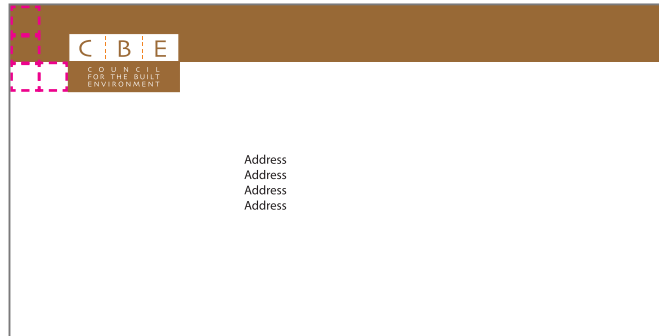 C B E
COUNCIL
FOR THE BUILT
ENVIRONMENT
Address
Address
Address
Address